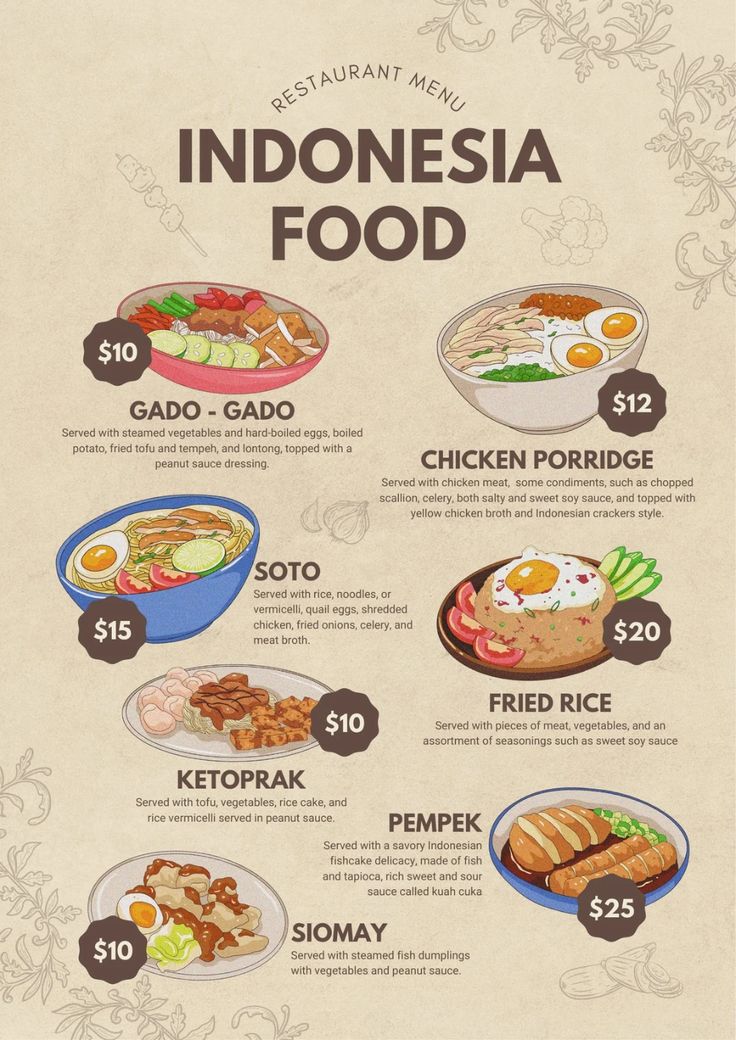 RESTAURANT MENU
INDONESIA
FOOD
$10
GADO - GADO
Served with steamed vegetables and hard-boiled eggs, boiled
potato, fried tofu and tempeh, and lontong, topped with a
peanut sauce dressing.
$12
CHICKEN PORRIDGE
Served with chicken meat, some condiments, such as chopped
scallion, celery, both salty and sweet soy sauce, and topped with
yellow chicken broth and Indonesian crackers style.
$15
SOTO
Served with rice, noodles, or
vermicelli, quail eggs, shredded
chicken, fried onions, celery, and
meat broth.
$20
FRIED RICE
Served with pieces of meat, vegetables, and an
assortment of seasonings such as sweet soy sauce
$10
KETOPRAK
Served with tofu, vegetables, rice cake, and
rice vermicelli served in peanut sauce.
PEMPEK
Served with a savory Indonesian
fishcake delicacy, made of fish
and tapioca, rich sweet and sour
sauce called kuah cuka
$25
$10
SIOMAY
Served with steamed fish dumplings
with vegetables and peanut sauce.